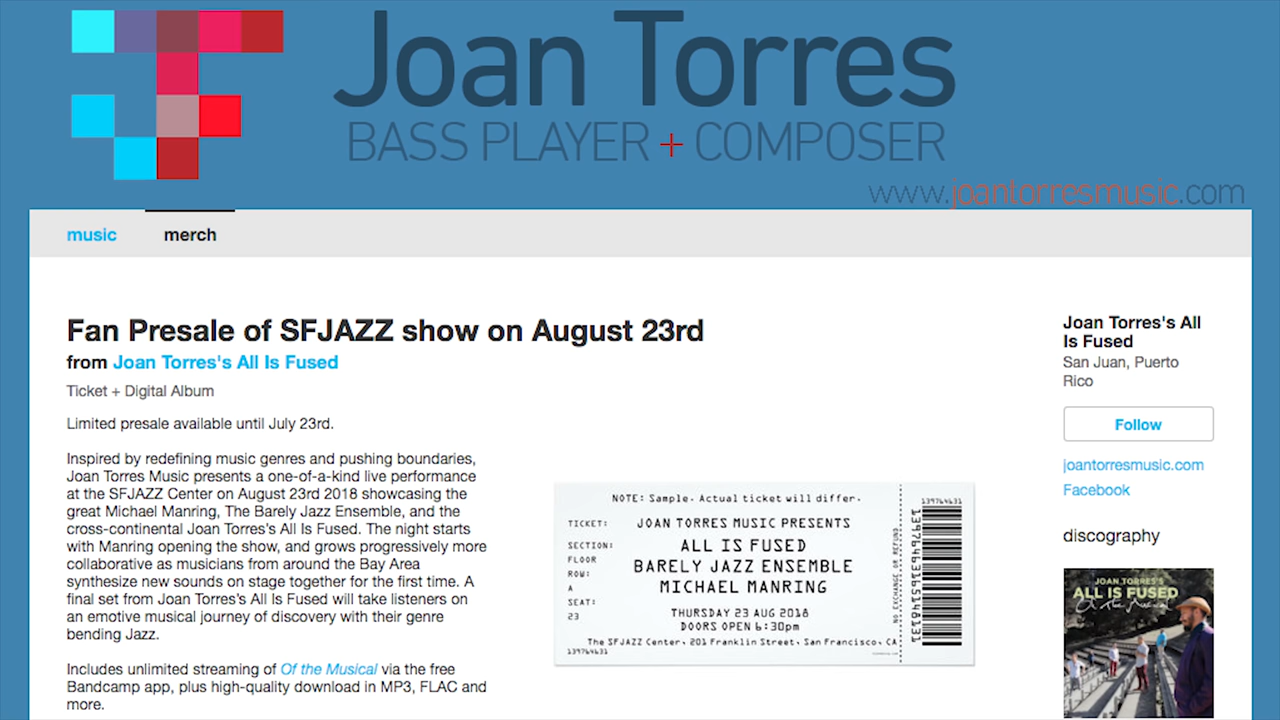 Joan Torres
BASS PLAYER + COMPOSER
www.joantorresmusic.com
music
merch
Fan Presale of SFJAZZ show on August 23rd
from Joan Torres's All Is Fused
Ticket + Digital Album
Limited presale available until July 23rd.
Inspired by redefining music genres and pushing boundaries,
Joan Torres Music presents a one-of-a-kind live performance
at the SFJAZZ Center on August 23rd 2018 showcasing the
great Michael Manring, The Barely Jazz Ensemble, and the
cross-continental Joan Torres's All Is Fused. The night starts
with Manring opening the show, and grows progressively more
collaborative as musicians from around the Bay Area
synthesize new sounds on stage together for the first time. A
final set from Joan Torres's All Is Fused will take listeners on
an emotive musical journey of discovery with their genre
bending Jazz.
Includes unlimited streaming of Of the Musical via the free
Bandcamp app, plus high-quality download in MP3, FLAC and
more.
NOTE: Sample. Actual ticket will differ.
TICKET:
SECTION:
FLOOR
ROW:
A
SEAT:
23
JOAN TORRES MUSIC PRESENTS
ALL IS FUSED
BARELY JAZZ ENSEMBLE
MICHAEL MANRING
THURSDAY 23 AUG 2018
DOORS OPEN 6:30pm
The SFJAZZ Center, 201 Franklin Street, San Francisco, CA
139764631
NO EXCHANGE OR REFUND
139764631
Joan Torres's All
Is Fused
San Juan, Puerto
Rico
Follow
joantorresmusic.com
Facebook
discography
JOAN TORRES'S
ALL IS FUSED
Of The Musical